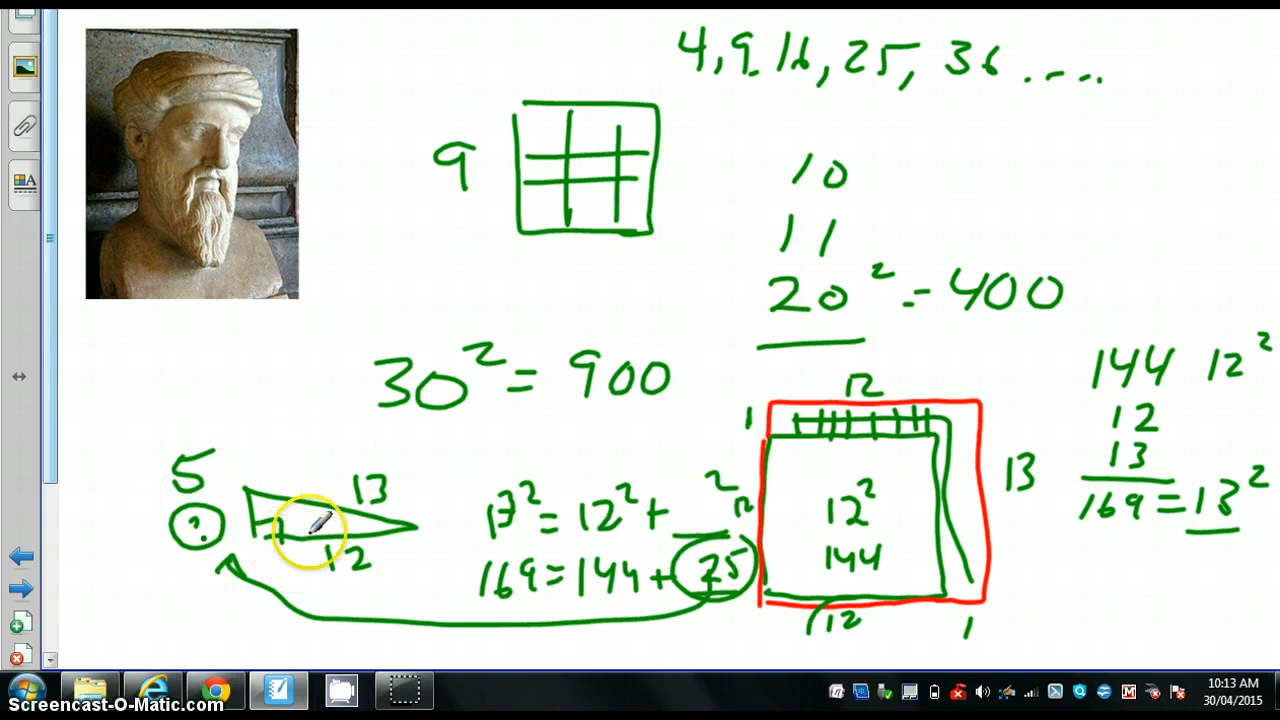 4, 9, 16, 25, 36 ....
9
10
11
20² = 400
30² = 900
144 12²
12
13
169 = 13²
12
1
13
12²
144
12
12
1
5
?
13
12
13² = 12² + __²
169 = 144 + 25
10:13 AM
30/04/2015
Screencast-O-Matic.com